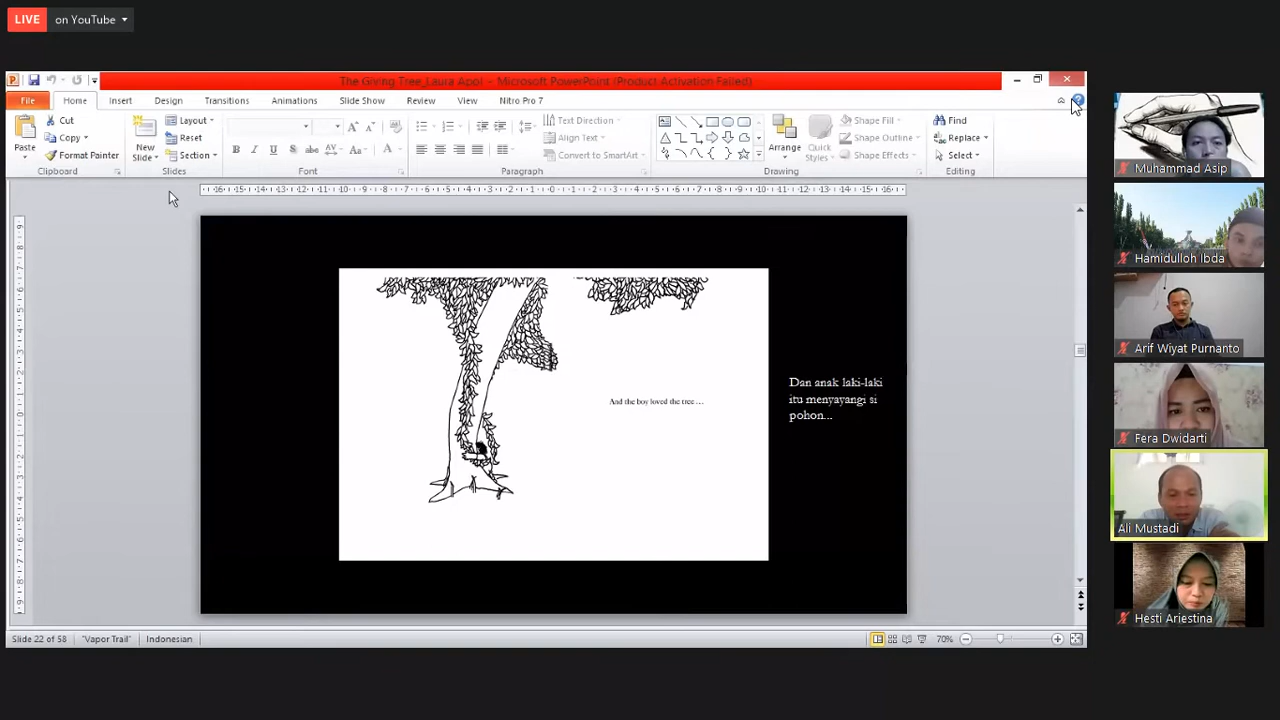 LIVE on YouTube
The Giving Tree_Laura Apol - Microsoft PowerPoint (Product Activation Failed)
File Home Insert Design Transitions Animations Slide Show Review View Nitro Pro 7
Paste
Cut
Copy
Format Painter
Clipboard
New
Slide
Layout
Reset
Section
Slides
Font
Text Direction
Align Text
Convert to SmartArt
Paragraph
Arrange
Quick
Styles
Shape Fill
Shape Outline
Shape Effects
Drawing
Find
Replace
Select
Editing
And the boy loved the tree ...
Dan anak laki-laki
itu menyayangi si
pohon...
Slide 22 of 58 "Vapor Trail" Indonesian 70%
Muhammad Asip
Hamidulloh Ibda
Arif Wiyat Purnanto
Fera Dwidarti
Ali Mustadi
Hesti Ariestina